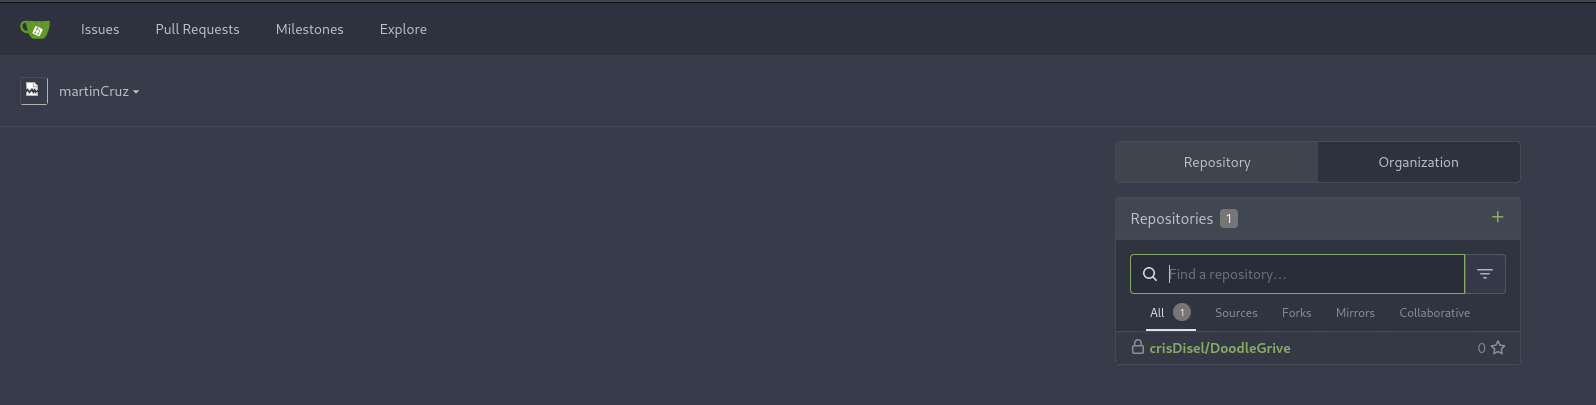 Issues Pull Requests Milestones Explore
martinCruz
Repository Organization
Repositories 1
Find a repository...
All 1 Sources Forks Mirrors Collaborative
crisDisel/DoodleGrive 0